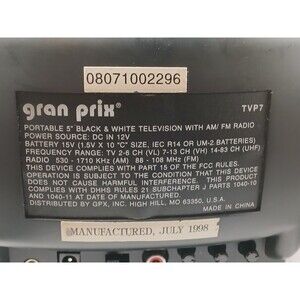 08071002296
gran prix® TVP7
PORTABLE 5" BLACK & WHITE TELEVISION WITH AM/ FM RADIO
POWER SOURCE: DC IN 12V
BATTERY 15V (1.5V X 10 "C" SIZE, IEC R14 OR UM-2 BATTERIES)
FREQUENCY: TV 2-6 CH (VL) 7-13 CH (VH) 14-83 CH (UHF)
RADIO 530 - 1710 KHz (AM) 88 - 108 MHz (FM)
THIS DEVICE COMPLIES WITH PART 15 OF THE FCC RULES.
OPERATION IS SUBJECT TO THE CONDITION THAT THIS DEVICE
DOES NOT CAUSE HARMFUL INTERFERENCE. THIS PRODUCT
COMPLIES WITH DHHS RULES 21 SUBCHAPTER J PARTS 1040-10
AND 1040-11 AT DATE OF MANUFACTURED.
DISTRIBUTED BY GPX, INC. HIGH HILL, MO 63350, U.S.A.
MADE IN CHINA
MANUFACTURED, JULY 1998